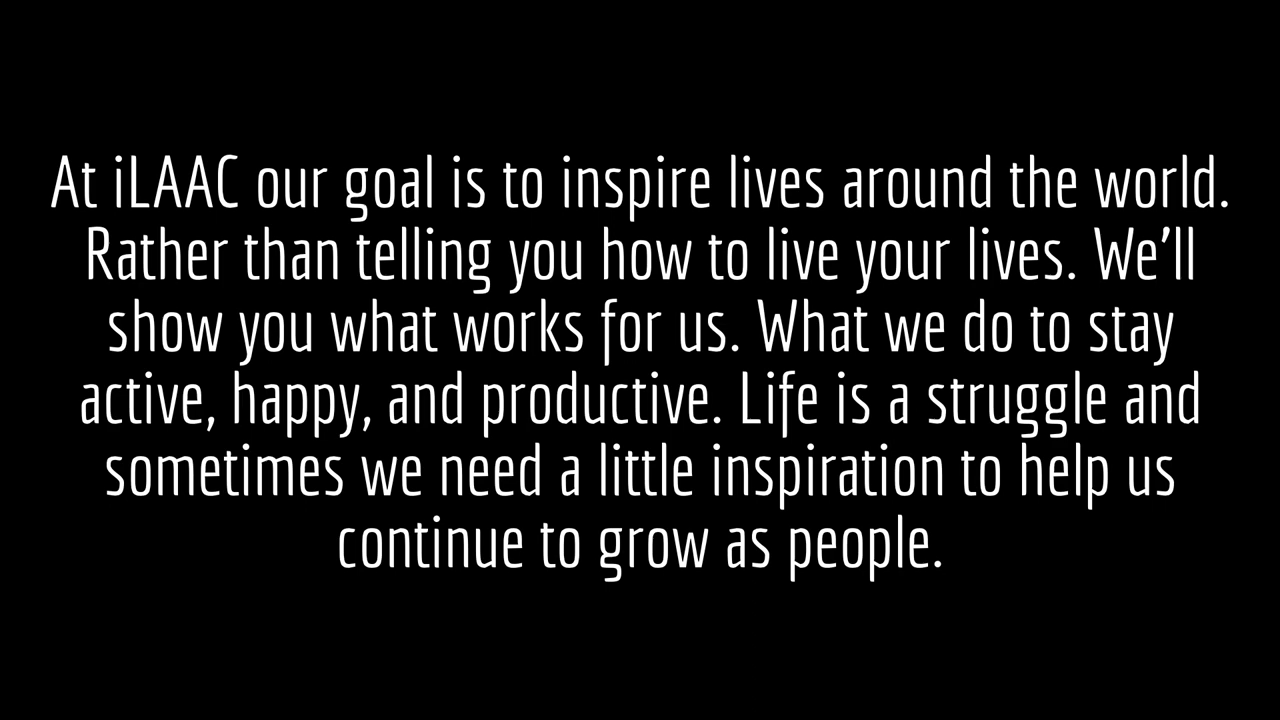 At iLAAC our goal is to inspire lives around the world.
Rather than telling you how to live your lives. We’ll
show you what works for us. What we do to stay
active, happy, and productive. Life is a struggle and
sometimes we need a little inspiration to help us
continue to grow as people.